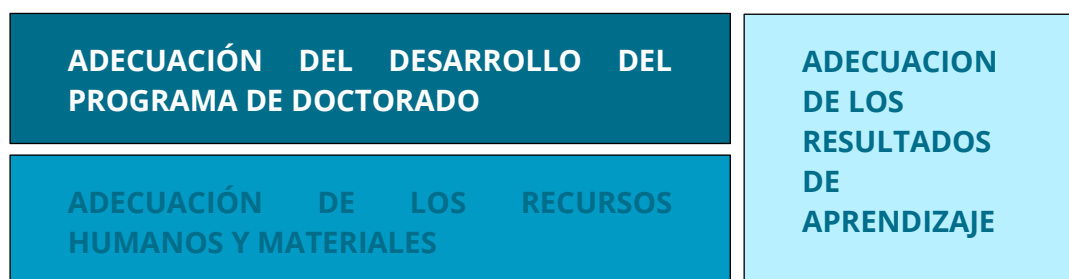 ADECUACIÓN DEL DESARROLLO DEL
PROGRAMA DE DOCTORADO
ADECUACIÓN DE LOS RECURSOS
HUMANOS Y MATERIALES
ADECUACION
DE LOS
RESULTADOS
DE
APRENDIZAJE